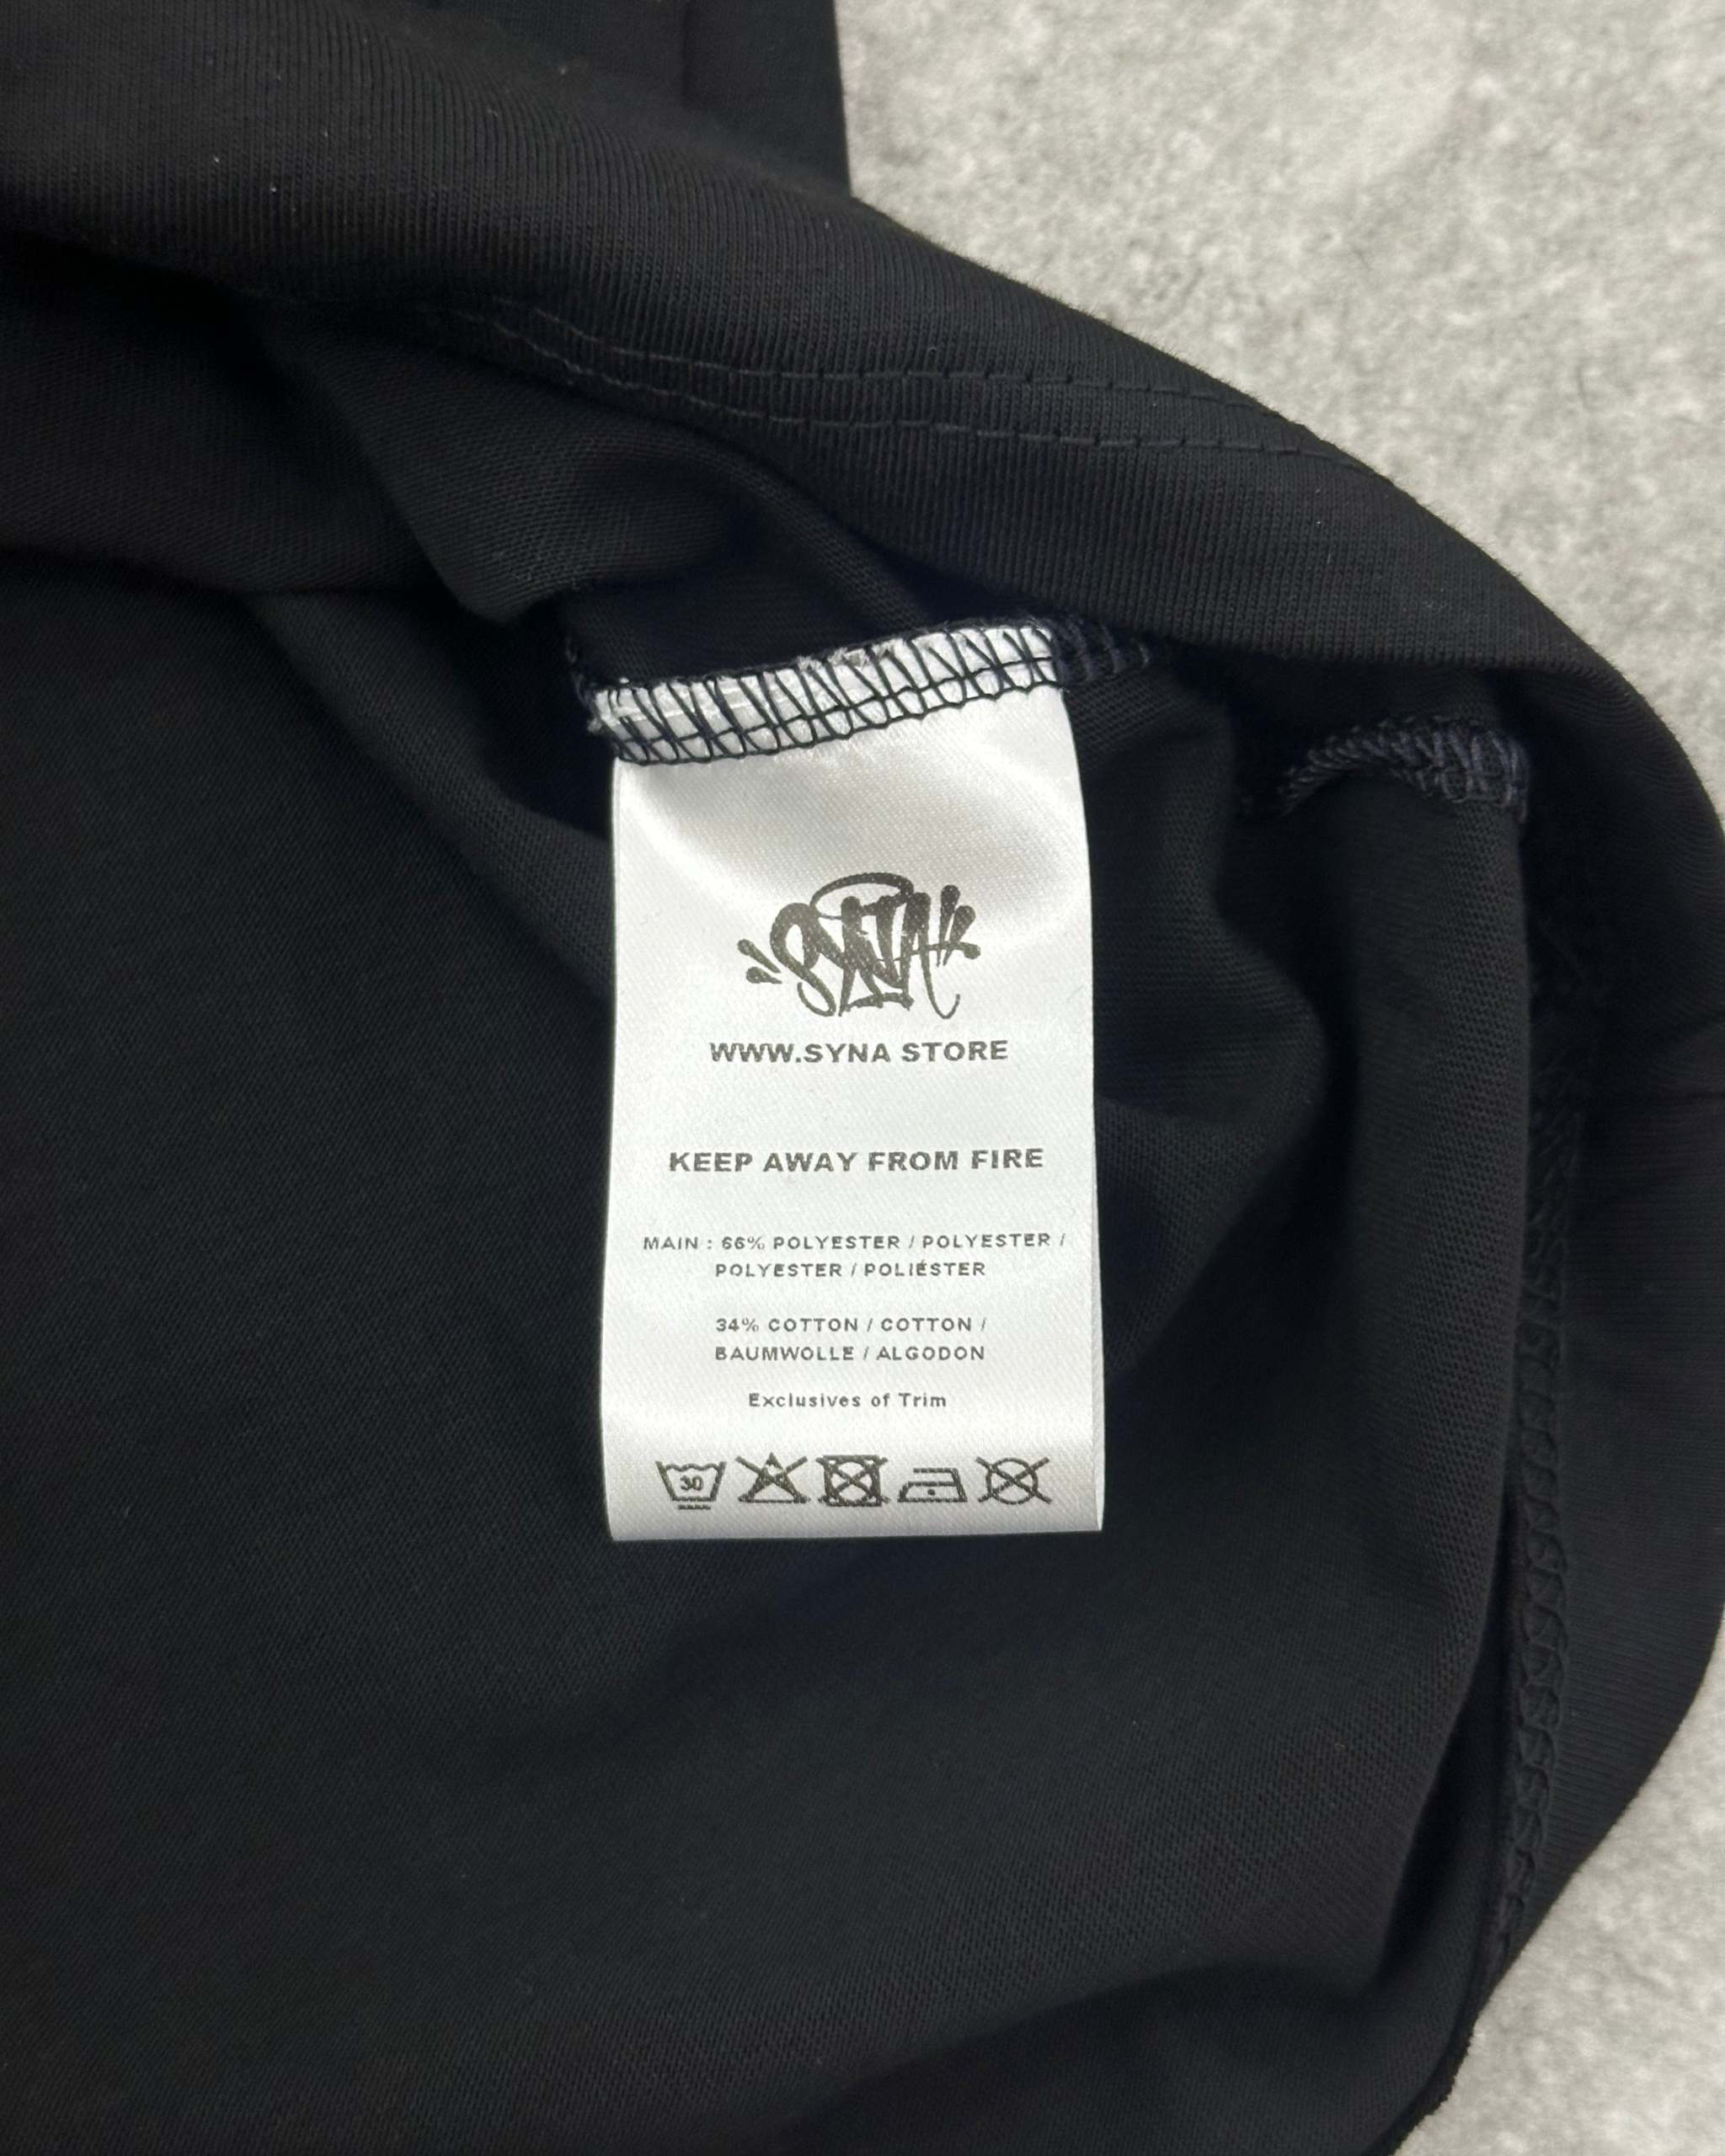 SYNA
WWW.SYNA STORE
KEEP AWAY FROM FIRE
MAIN : 66% POLYESTER / POLYESTER /
POLYESTER / POLIÉSTER
34% COTTON / COTTON /
BAUMWOLLE / ALGODON
Exclusives of Trim
30